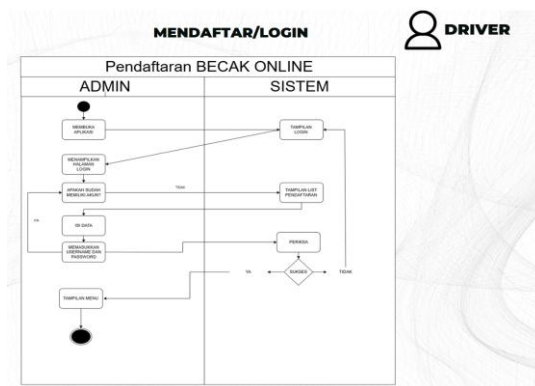 MENDAFTAR/LOGIN
DRIVER
Pendaftaran BECAK ONLINE
ADMIN
SISTEM
MEMBUKA
APLIKASI
TAMPILAN
LOGIN
MENAMPILKAN
HALAMAN
LOGIN
APAKAH SUDAH
MEMILIKI AKUN?
TIDAK
TAMPILAN LIST
PENDAFTARAN
ISI DATA
MEMASUKKAN
USERNAME DAN
PASSWORD
PERIKSA
YA
SUKSES
TIDAK
TAMPILAN MENU